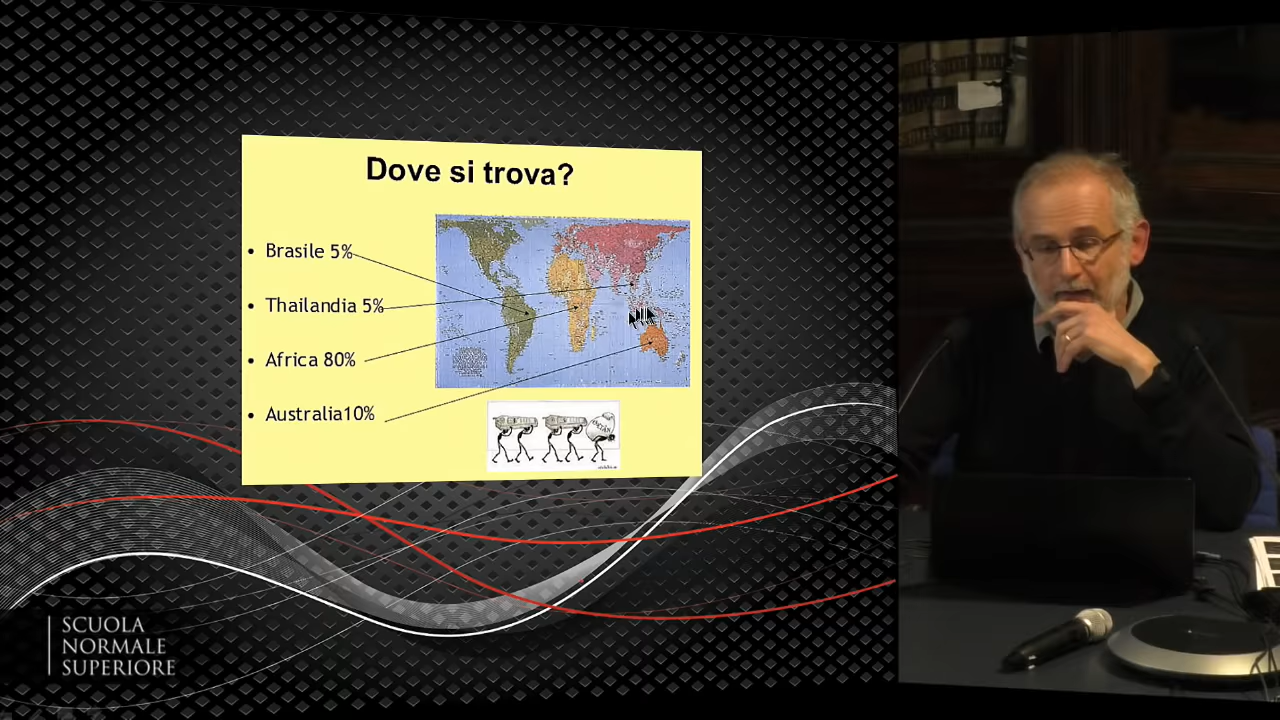 Dove si trova?
• Brasile 5%
• Thailandia 5%
• Africa 80%
• Australia10%
SCUOLA
NORMALE
SUPERIORE